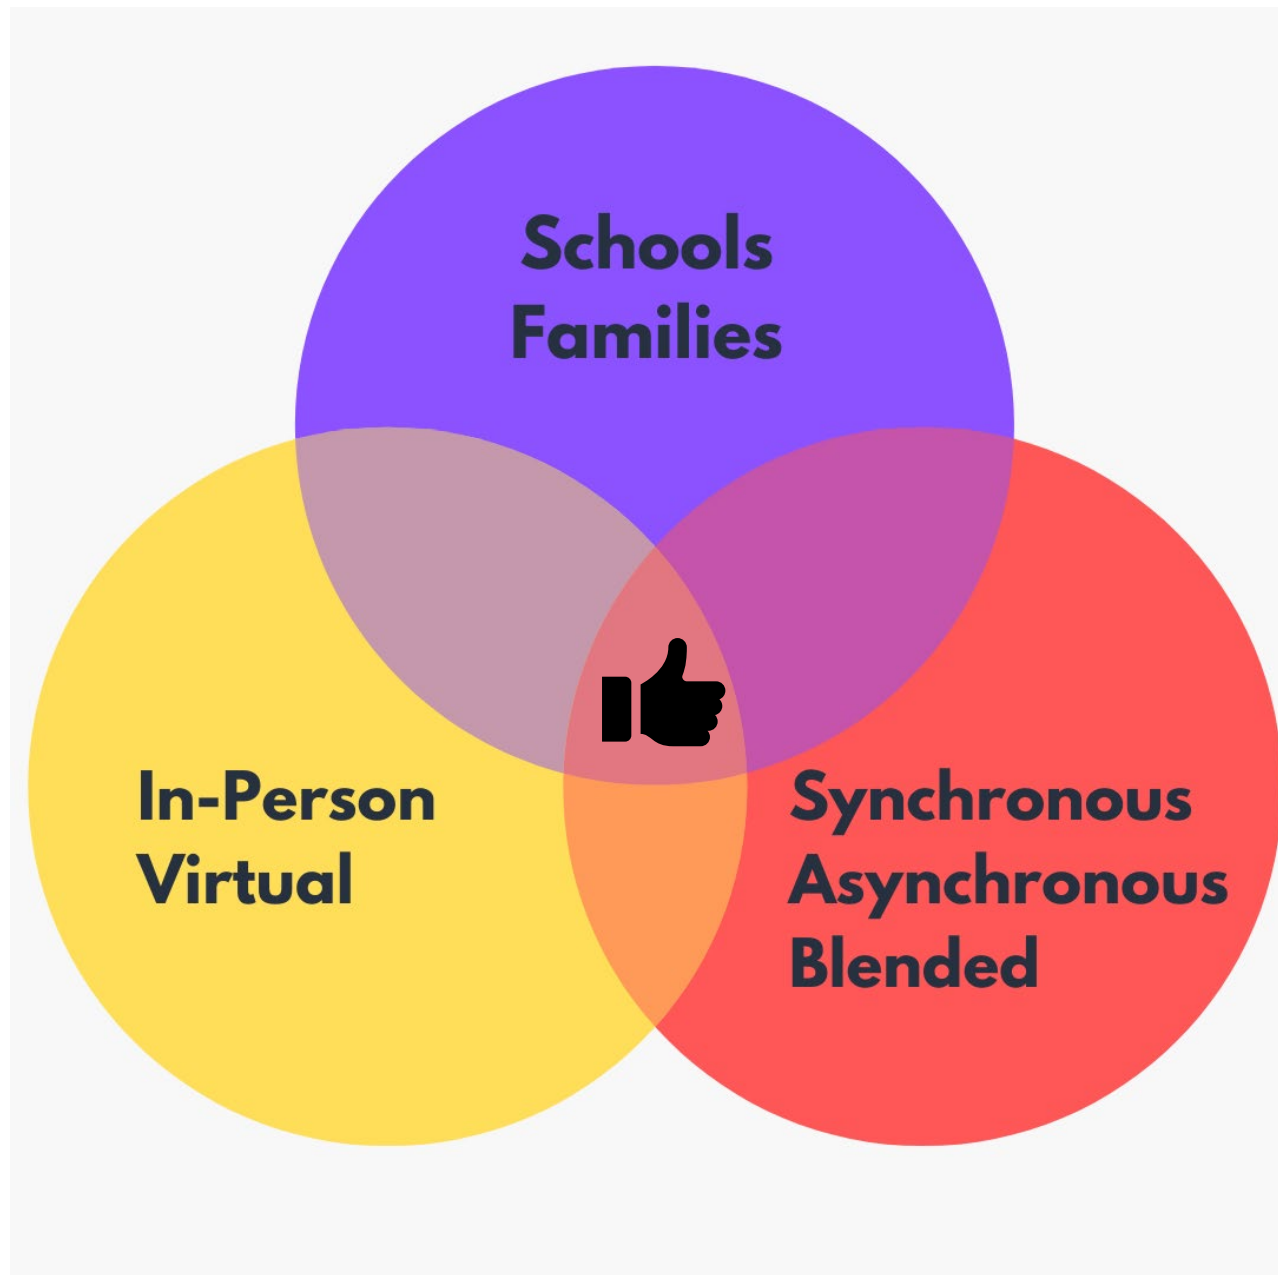 Schools
Families
In-Person
Virtual
Synchronous
Asynchronous
Blended